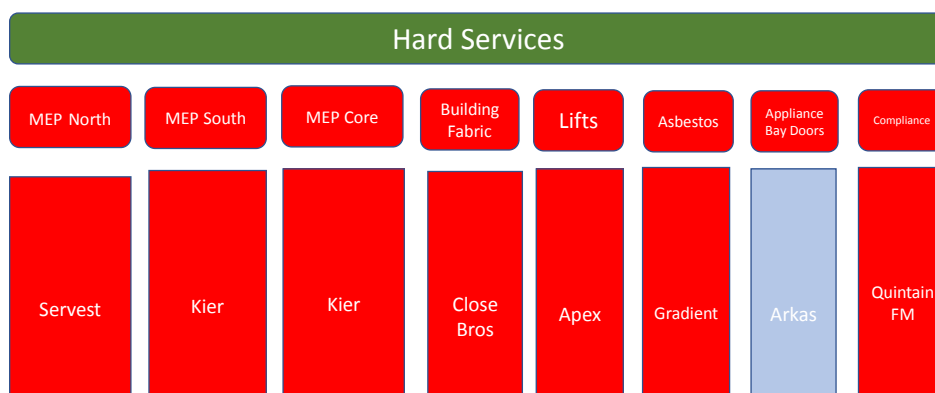 Hard Services
MEP North
MEP South
MEP Core
Building
Fabric
Lifts
Asbestos
Appliance
Bay Doors
Compliance
Servest
Kier
Kier
Close
Bros
Apex
Gradient
Arkas
Quintain
FM